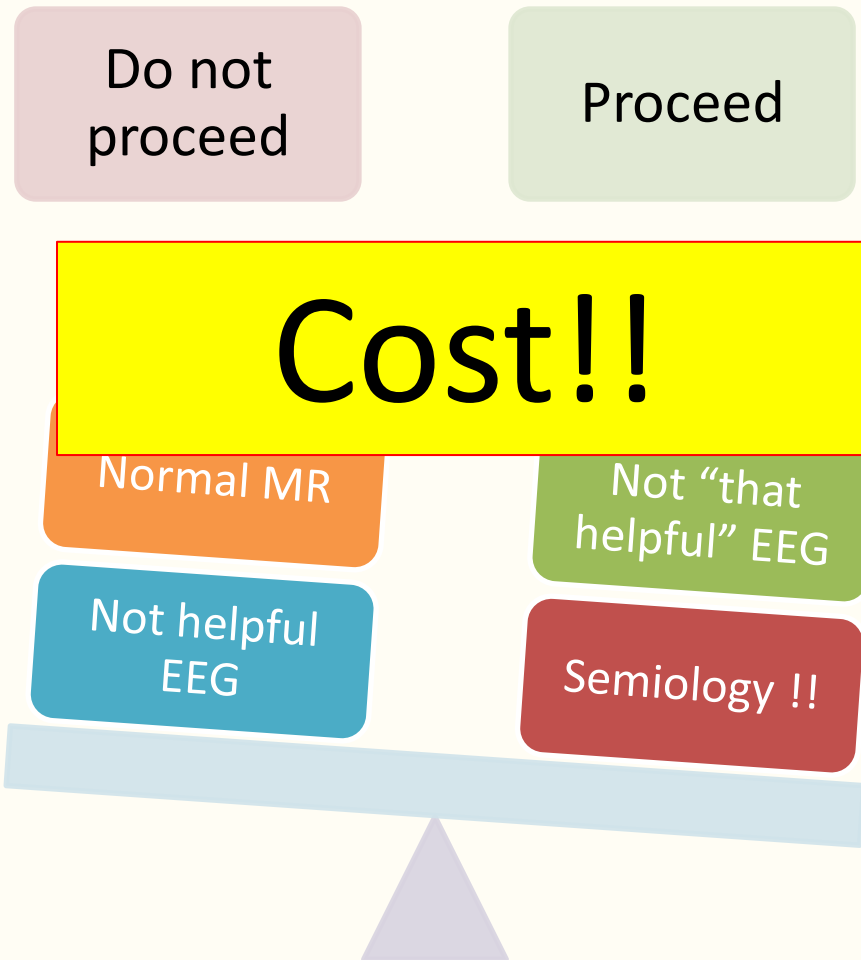 Do not
proceed
Proceed
Cost!!
Normal MR
Not helpful
EEG
Not “that
helpful” EEG
Semiology !!